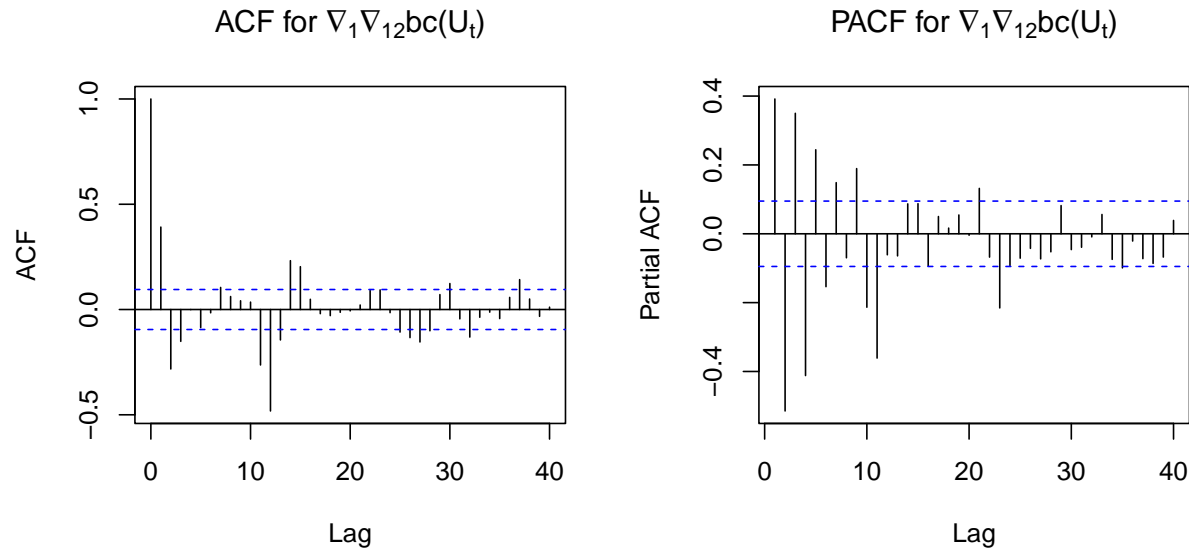 ACF for ∇₁∇₁₂bc(Uₜ)
ACF
1.0
0.5
0.0
−0.5
0 10 20 30 40
Lag
PACF for ∇₁∇₁₂bc(Uₜ)
Partial ACF
0.4
0.2
0.0
−0.4
0 10 20 30 40
Lag